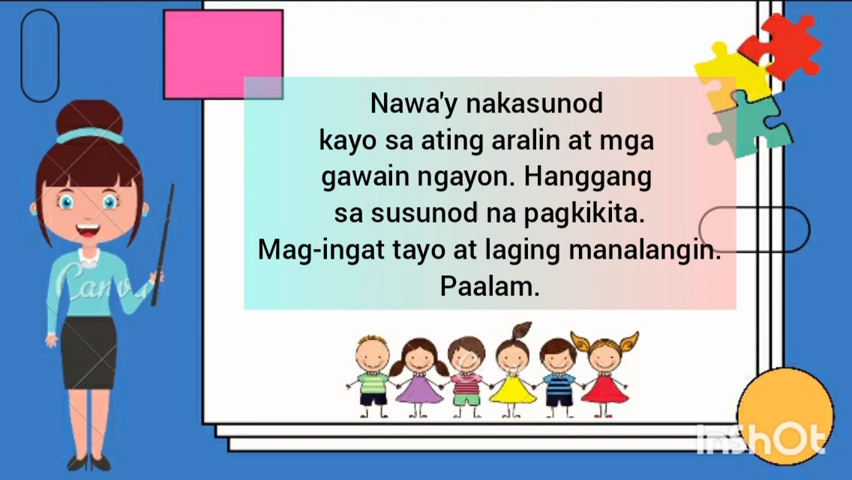 Nawa'y nakasunod
kayo sa ating aralin at mga
gawain ngayon. Hanggang
sa susunod na pagkikita.
Mag-ingat tayo at laging manalangin.
Paalam.
Canva
InShOt